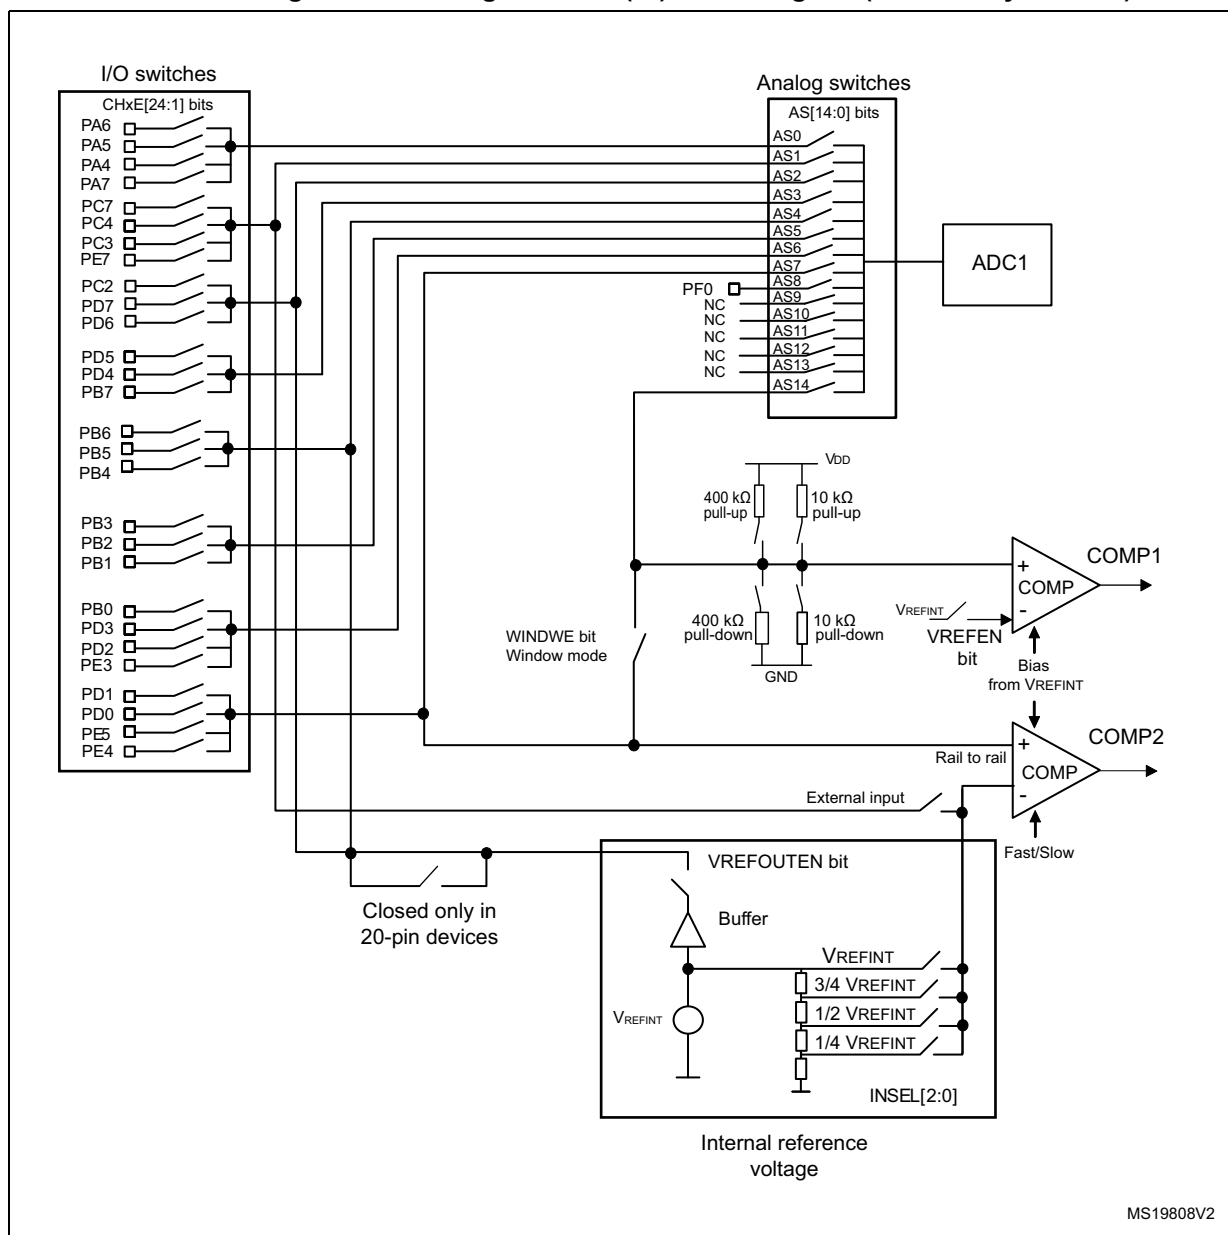 I/O switches
CHxE[24:1] bits
PA6
PA5
PA4
PA7
PC7
PC4
PC3
PE7
PC2
PD7
PD6
PD5
PD4
PB7
PB6
PB5
PB4
PB3
PB2
PB1
PB0
PD3
PD2
PE3
PD1
PD0
PE5
PE4
Analog switches
AS[14:0] bits
AS0
AS1
AS2
AS3
AS4
AS5
AS6
AS7
PF0 AS8
NC AS9
NC AS10
NC AS11
NC AS12
NC AS13
AS14
ADC1
VDD
400 kΩ
pull-up
10 kΩ
pull-up
400 kΩ
pull-down
10 kΩ
pull-down
GND
WINDWE bit
Window mode
COMP1
+
COMP
-
VREFINT
VREFEN
bit
Bias
from VREFINT
COMP2
Rail to rail
+
COMP
-
External input
Fast/Slow
Closed only in
20-pin devices
VREFOUTEN bit
Buffer
VREFINT
VREFINT
3/4 VREFINT
1/2 VREFINT
1/4 VREFINT
INSEL[2:0]
Internal reference
voltage
MS19808V2